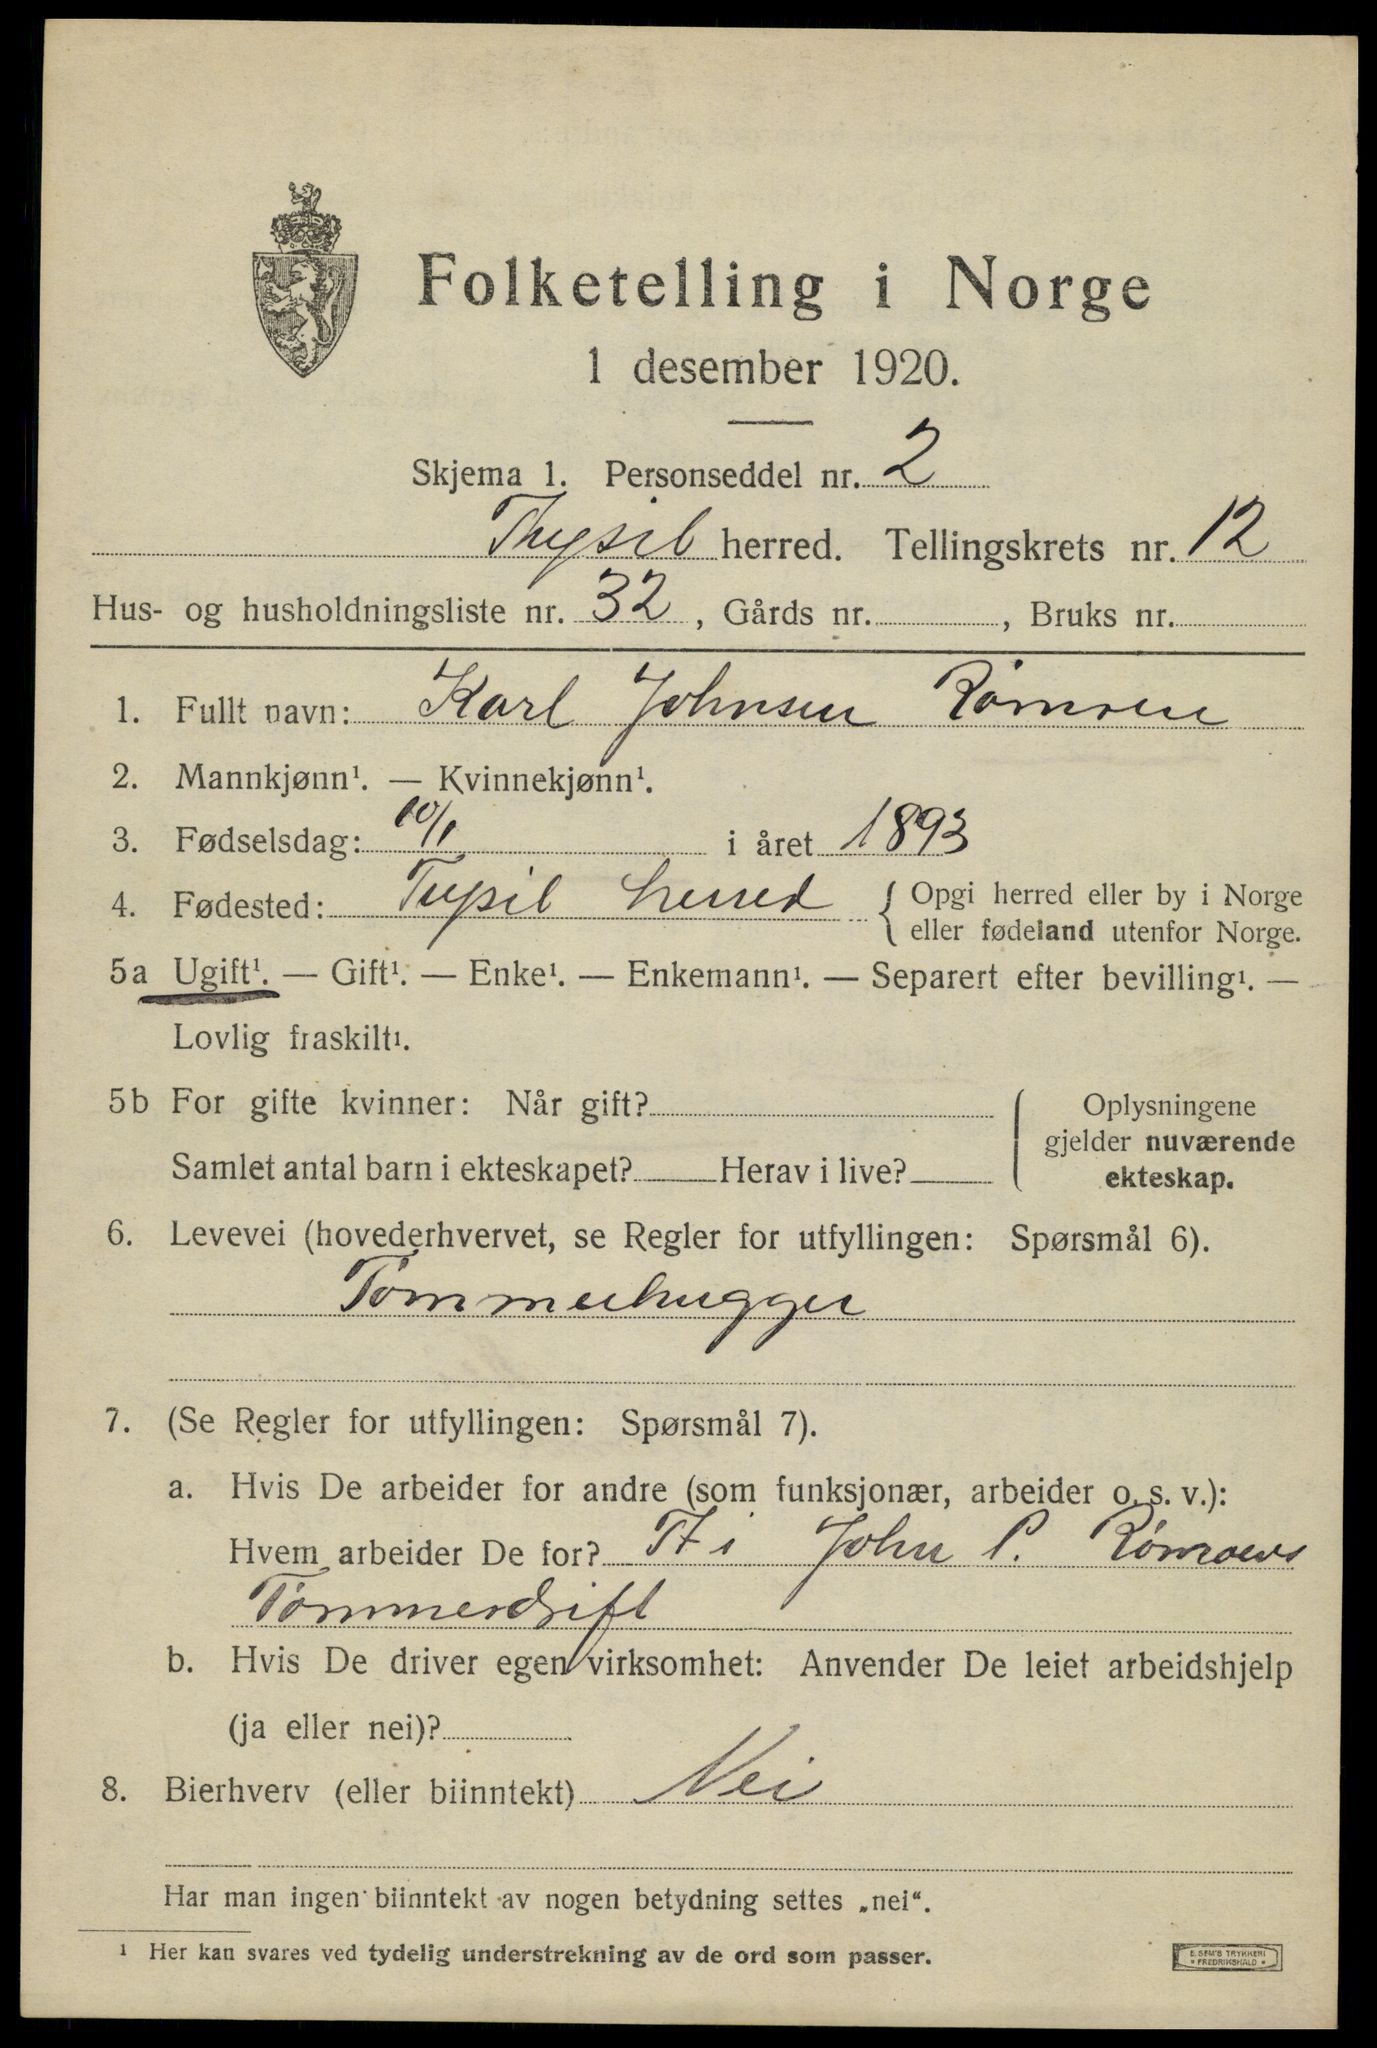 Folketelling i Norge
1 desember 1920.
Skjema 1. Personseddel nr. 2
Thysil herred. Tellingskrets nr. 12
Hus- og husholdningsliste nr. 32, Gårds nr. , Bruks nr.
1. Fullt navn: Karl Johnsen Rømoen
2. Mannkjønn¹. — Kvinnekjønn¹.
3. Fødselsdag: 10/1 i året 1893
4. Fødested: Trysil herred { Opgi herred eller by i Norge
eller fødeland utenfor Norge.
5a Ugift¹. — Gift¹. — Enke¹. — Enkemann¹. — Separert efter bevilling¹. —
Lovlig fraskilt¹.
5b For gifte kvinner: Når gift?
Samlet antal barn i ekteskapet? Herav i live?
Oplysningene
gjelder nuværende
ekteskap.
6. Levevei (hovederhvervet, se Regler for utfyllingen: Spørsmål 6).
Tømmerhugger
7. (Se Regler for utfyllingen: Spørsmål 7).
a. Hvis De arbeider for andre (som funksjonær, arbeider o. s. v.):
Hvem arbeider De for? i John P. Rømoens
Tømmerdrift
b. Hvis De driver egen virksomhet: Anvender De leiet arbeidshjelp
(ja eller nei)?
8. Bierhverv (eller biinntekt) Nei
Har man ingen biinntekt av nogen betydning settes „nei“.
¹ Her kan svares ved tydelig understrekning av de ord som passer.
E. SEM'S TRYKKERI
* FREDRIKSHALD *